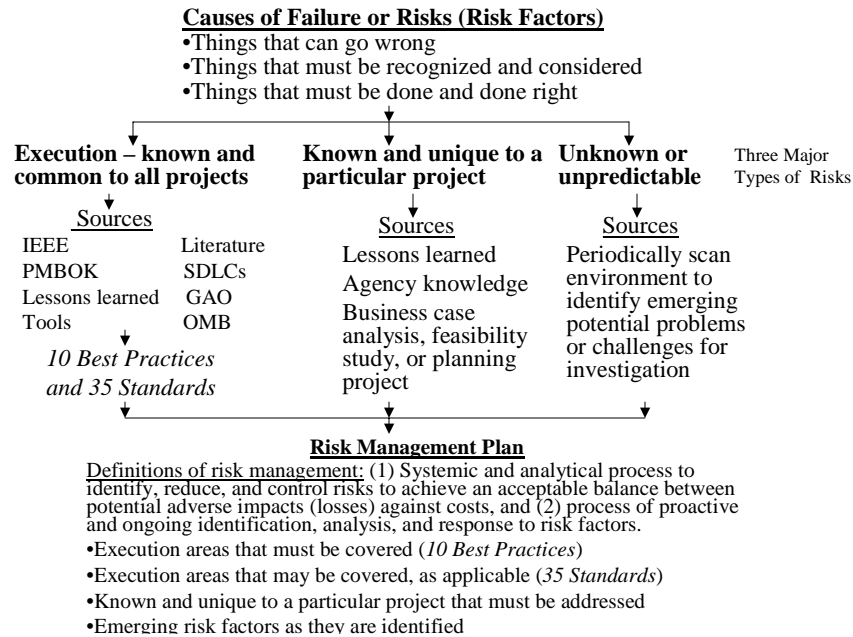 Causes of Failure or Risks (Risk Factors)
•Things that can go wrong
•Things that must be recognized and considered
•Things that must be done and done right
Execution – known and
common to all projects
Sources
IEEE
PMBOK
Lessons learned
Tools
Literature
SDLCs
GAO
OMB
10 Best Practices
and 35 Standards
Known and unique to a
particular project
Sources
Lessons learned
Agency knowledge
Business case
analysis, feasibility
study, or planning
project
Unknown or
unpredictable
Sources
Periodically scan
environment to
identify emerging
potential problems
or challenges for
investigation
Three Major
Types of Risks
Risk Management Plan
Definitions of risk management: (1) Systemic and analytical process to
identify, reduce, and control risks to achieve an acceptable balance between
potential adverse impacts (losses) against costs, and (2) process of proactive
and ongoing identification, analysis, and response to risk factors.
•Execution areas that must be covered (10 Best Practices)
•Execution areas that may be covered, as applicable (35 Standards)
•Known and unique to a particular project that must be addressed
•Emerging risk factors as they are identified